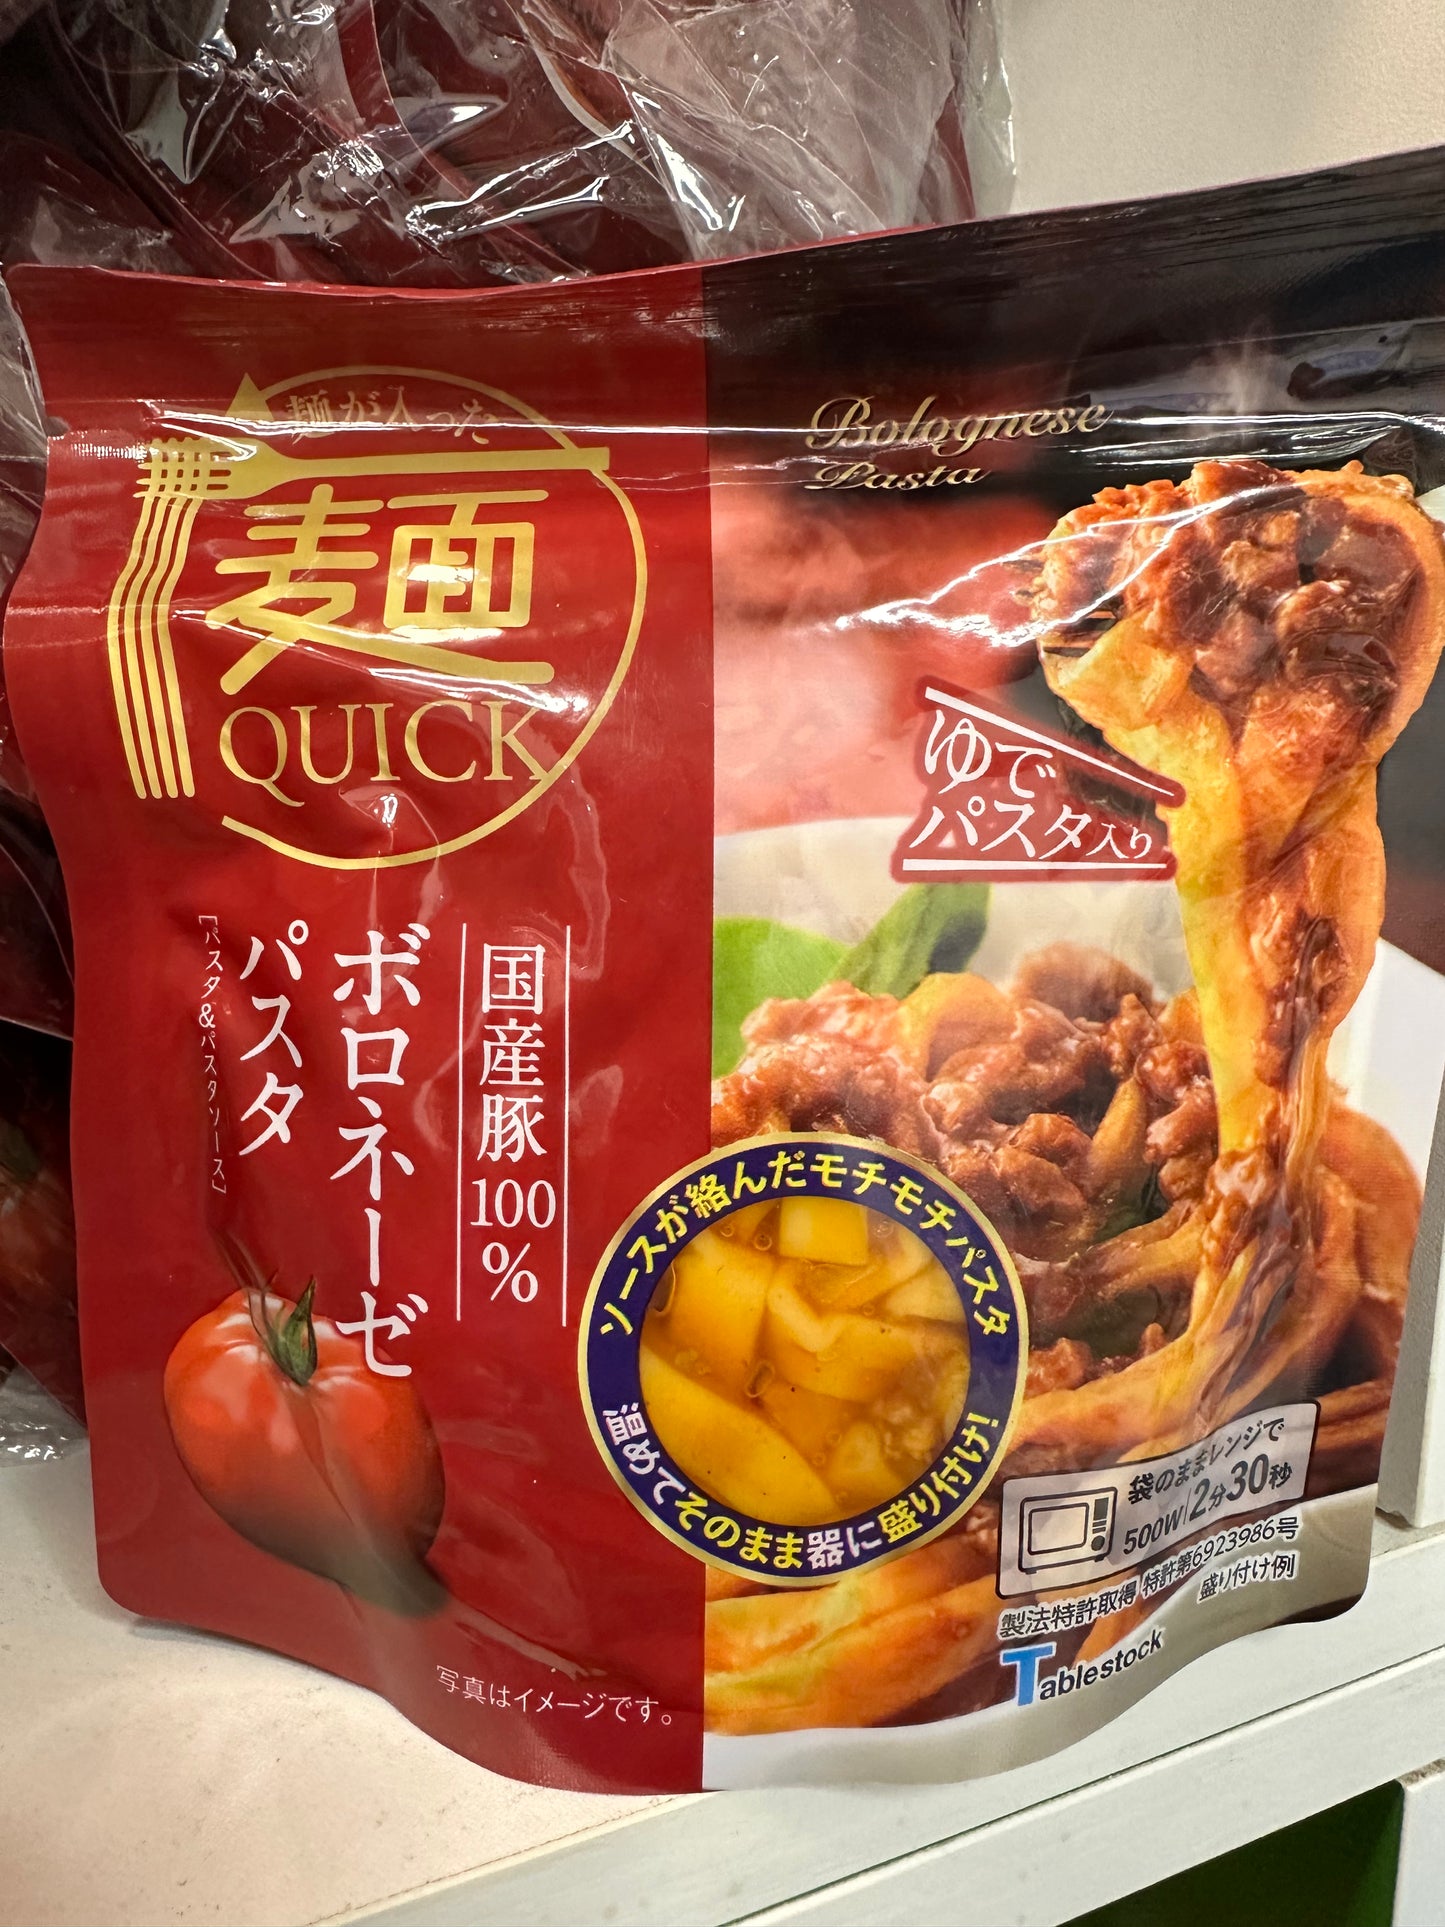 麺が入った
麺
QUICK
Bolognese
Pasta
ゆで
パスタ入り
国産豚100%
ボロネーゼ
パスタ
［パスタ&パスタソース］
ソースが絡んだモチモチパスタ
温めてそのまま器に盛り付け!
袋のままレンジで
500W 2分30秒
製法特許取得 特許第6923986号
盛り付け例
Tablestock
写真はイメージです。